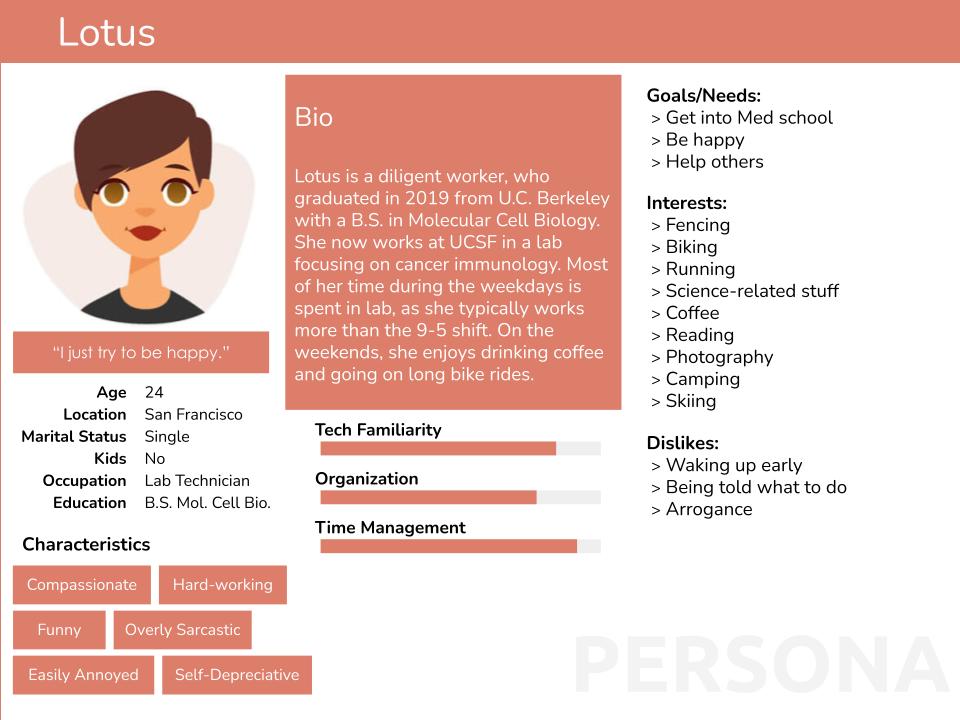 Lotus
“I just try to be happy.”
Age 24
Location San Francisco
Marital Status Single
Kids No
Occupation Lab Technician
Education B.S. Mol. Cell Bio.
Characteristics
Compassionate Hard-working
Funny Overly Sarcastic
Easily Annoyed Self-Depreciative
Bio
Lotus is a diligent worker, who
graduated in 2019 from U.C. Berkeley
with a B.S. in Molecular Cell Biology.
She now works at UCSF in a lab
focusing on cancer immunology. Most
of her time during the weekdays is
spent in lab, as she typically works
more than the 9-5 shift. On the
weekends, she enjoys drinking coffee
and going on long bike rides.
Tech Familiarity
Organization
Time Management
Goals/Needs:
> Get into Med school
> Be happy
> Help others
Interests:
> Fencing
> Biking
> Running
> Science-related stuff
> Coffee
> Reading
> Photography
> Camping
> Skiing
Dislikes:
> Waking up early
> Being told what to do
> Arrogance
PERSONA